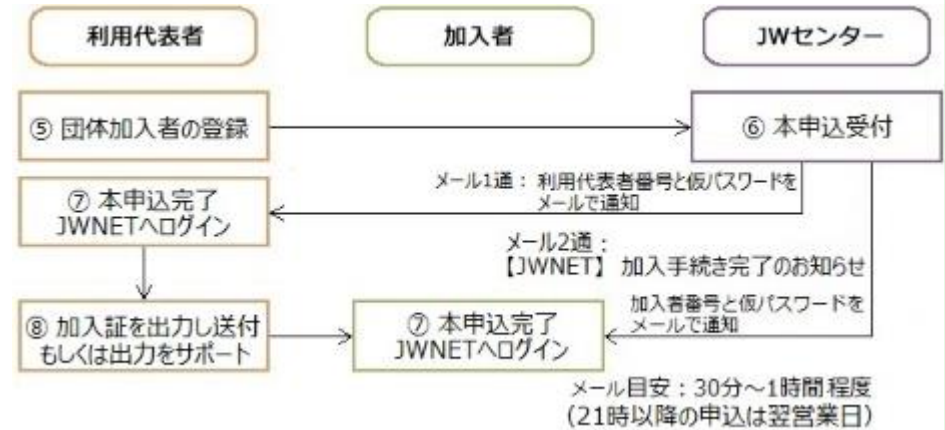 利用代表者
加入者
JWセンター
⑤ 団体加入者の登録
⑥ 本申込受付
メール1通： 利用代表者番号と仮パスワードを
メールで通知
⑦ 本申込完了
JWNETへログイン
メール2通：
【JWNET】 加入手続き完了のお知らせ
加入者番号と仮パスワードを
メールで通知
⑧ 加入証を出力し送付
もしくは出力をサポート
⑦ 本申込完了
JWNETへログイン
メール目安：30分～1時間程度
（21時以降の申込は翌営業日）